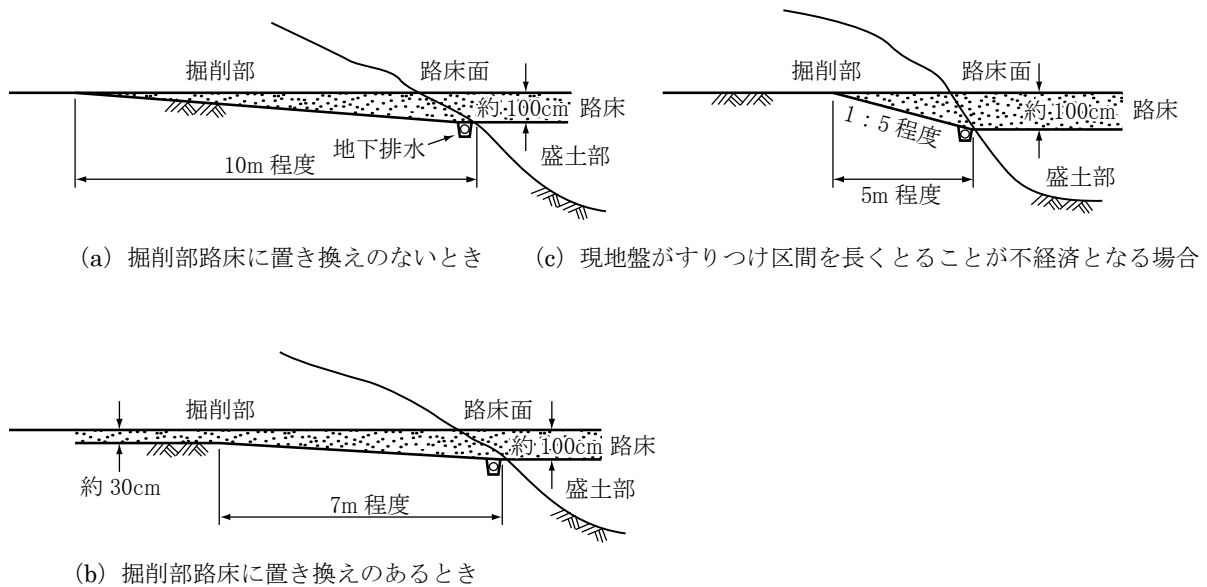 掘削部
路床面
約100cm 路床
地下排水
盛土部
10m 程度
(a) 掘削部路床に置き換えのないとき
掘削部
路床面
約100cm 路床
1：5 程度
盛土部
5m 程度
(c) 現地盤がすりつけ区間を長くとることが不経済となる場合
掘削部
路床面
約100cm 路床
約 30cm
盛土部
7m 程度
(b) 掘削部路床に置き換えのあるとき